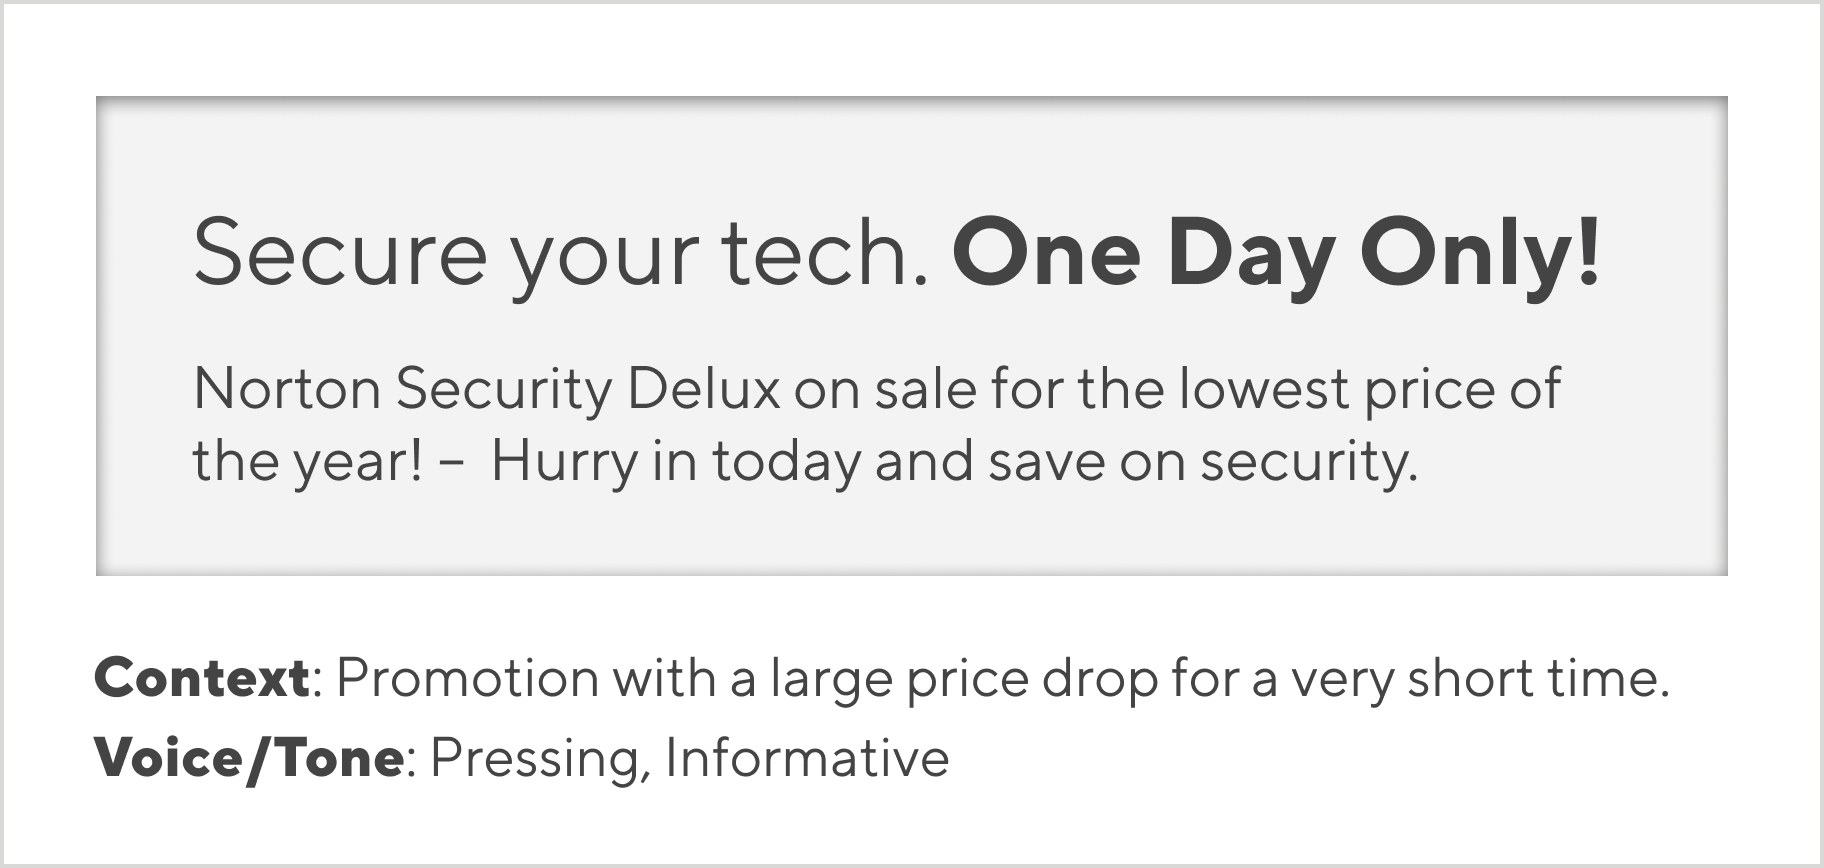 Secure your tech. One Day Only!
Norton Security Delux on sale for the lowest price of
the year! –  Hurry in today and save on security.
Context: Promotion with a large price drop for a very short time.
Voice/Tone: Pressing, Informative